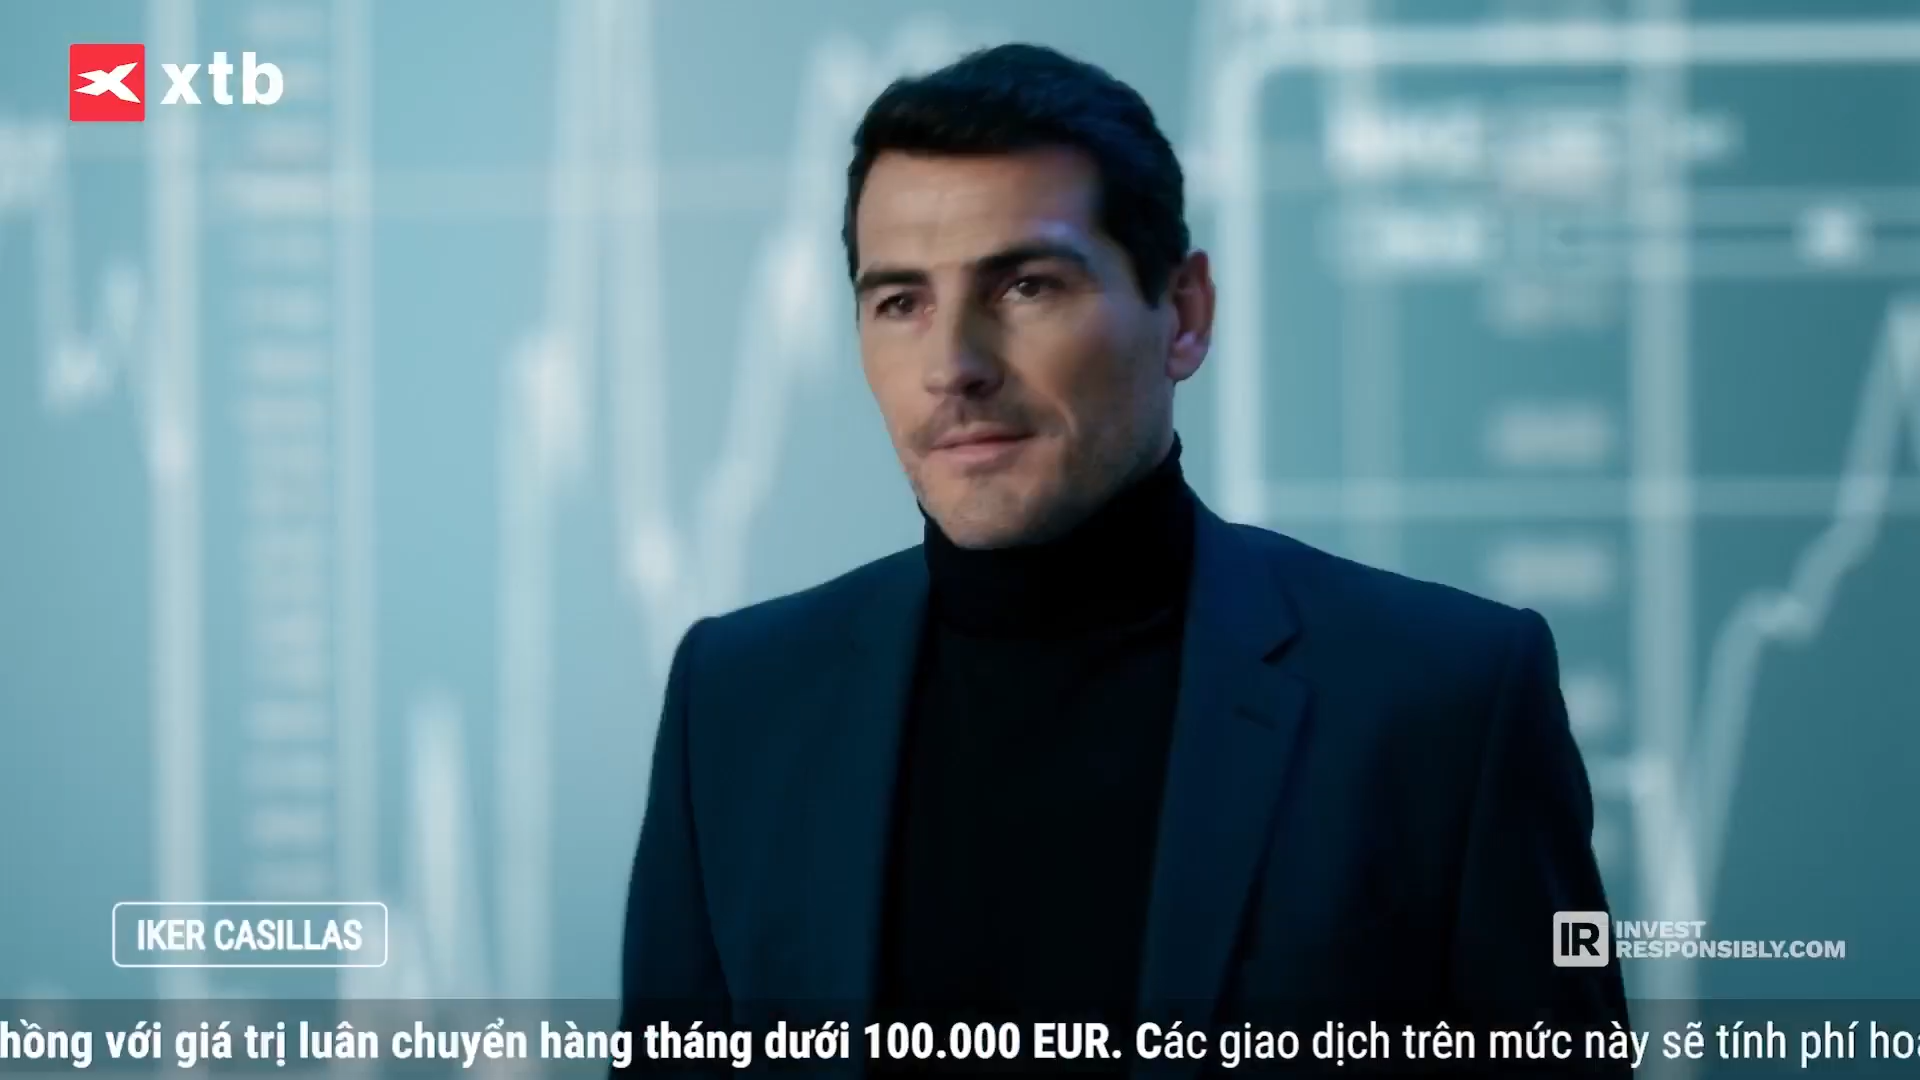 xtb
IKER CASILLAS
IR INVEST
RESPONSIBLY.COM
hồng với giá trị luân chuyển hàng tháng dưới 100.000 EUR. Các giao dịch trên mức này sẽ tính phí